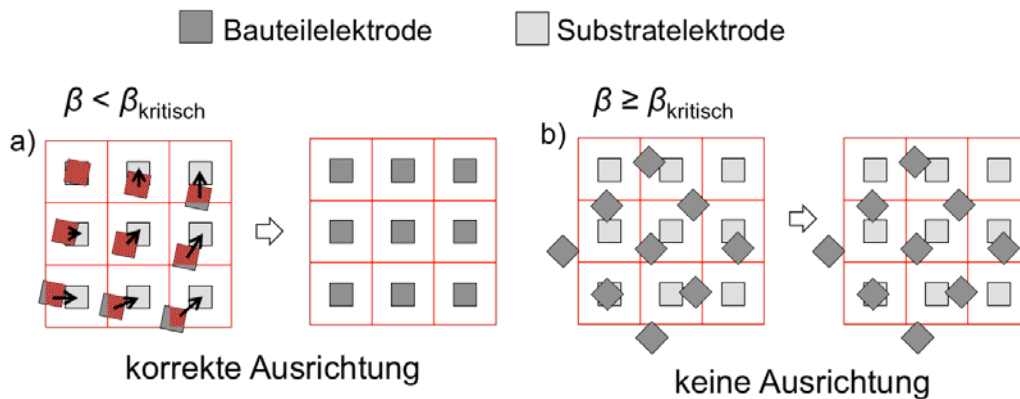 Bauteilelektrode
Substratelektrode
β < βkritisch
β ≥ βkritisch
a)
b)
korrekte Ausrichtung
keine Ausrichtung